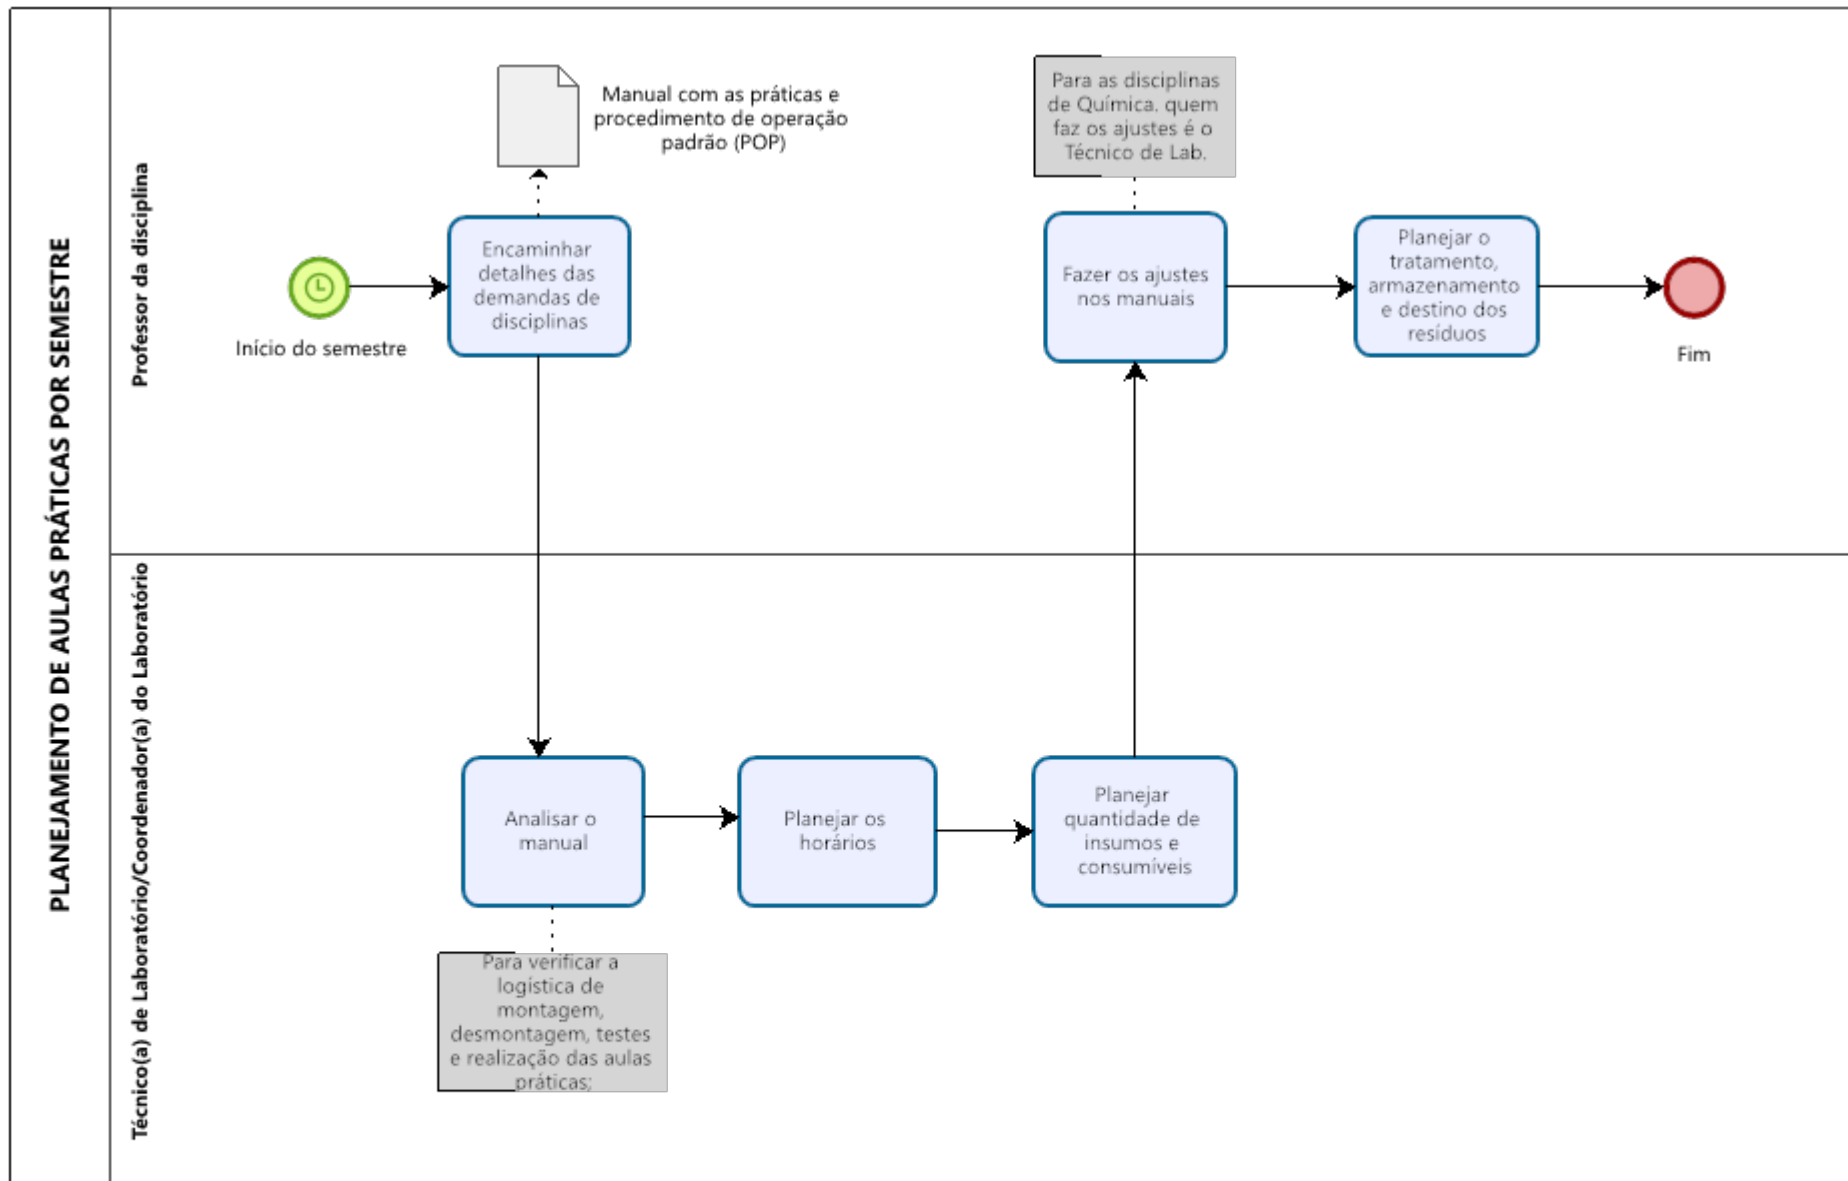 PLANEJAMENTO DE AULAS PRÁTICAS POR SEMESTRE
Professor da disciplina
Início do semestre
Encaminhar
detalhes das
demandas de
disciplinas
Manual com as práticas e
procedimento de operação
padrão (POP)
Para as disciplinas
de Química. quem
faz os ajustes é o
Técnico de Lab.
Fazer os ajustes
nos manuais
Planejar o
tratamento,
armazenamento
e destino dos
resíduos
Fim
Técnico(a) de Laboratório/Coordenador(a) do Laboratório
Analisar o
manual
Para verificar a
logística de
montagem,
desmontagem, testes
e realização das aulas
práticas;
Planejar os
horários
Planejar
quantidade de
insumos e
consumíveis